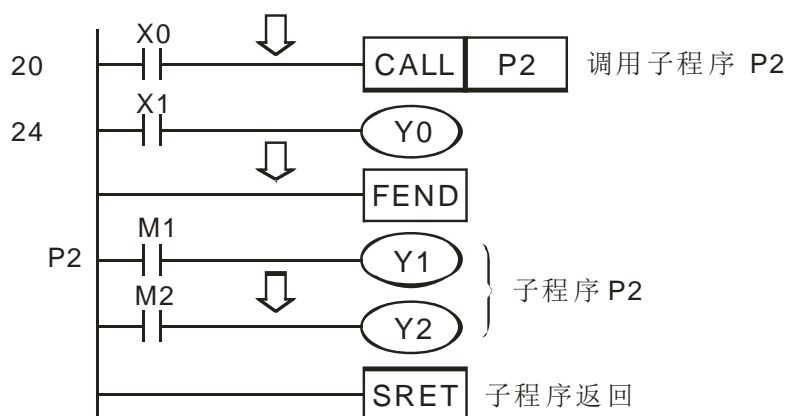 X0
20 CALL P2 调用子程序 P2
X1
24 Y0
FEND
M1
P2 Y1
子程序 P2
M2
Y2
SRET 子程序返回